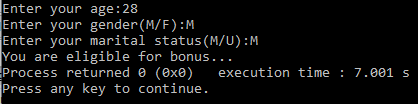 Enter your age:28
Enter your gender(M/F):M
Enter your marital status(M/U):M
You are eligible for bonus...
Process returned 0 (0x0)   execution time : 7.001 s
Press any key to continue.